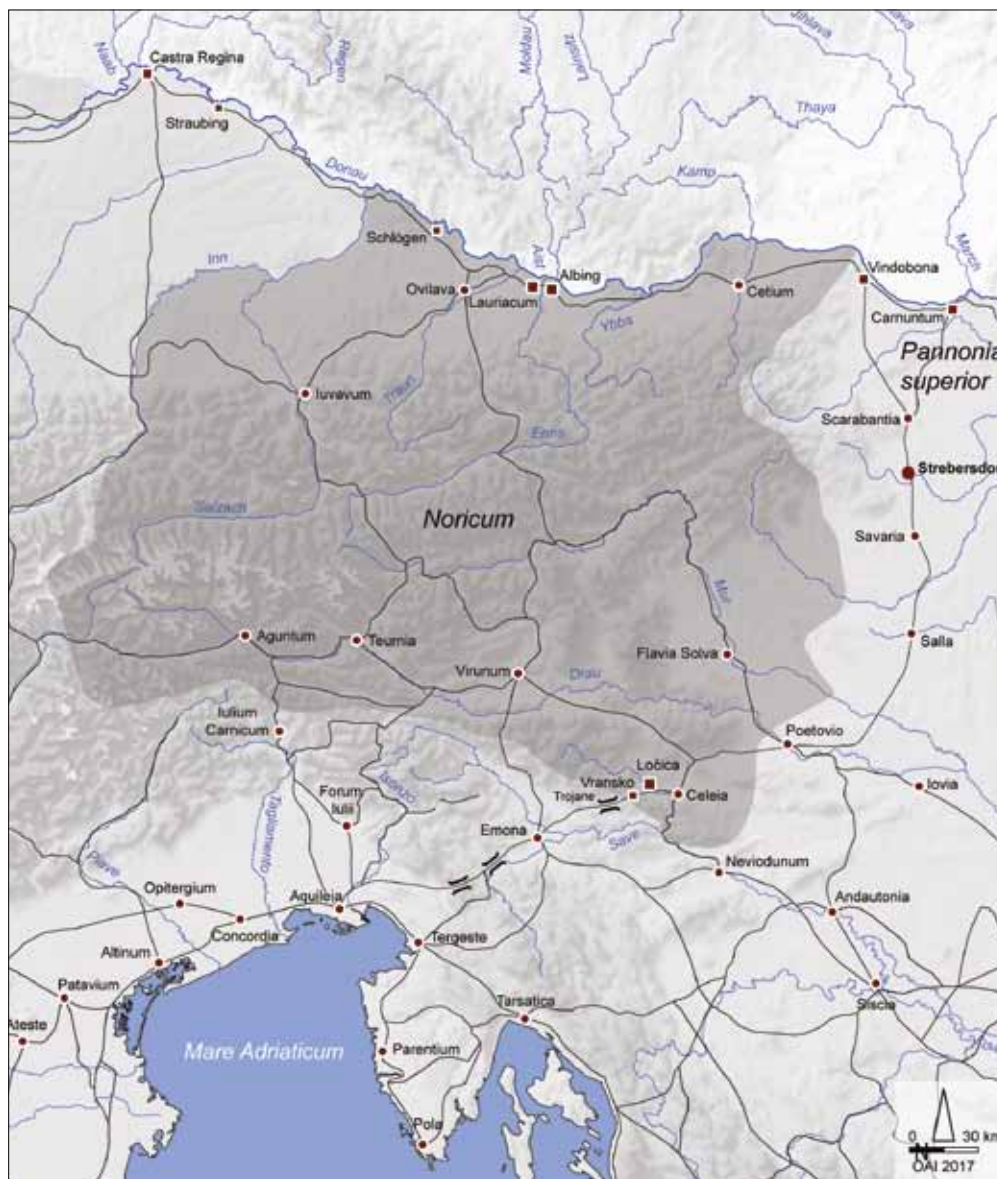 Naab
Castra Regina
Regen
Moldau
Lainsitz
Jihlava
Straubing
Thaya
Donau
Kamp
March
Schlögen
Inn
Aist
Albing
Vindobona
Ovilava
Lauriacum
Cetium
Carnuntum
Ybbs
Pannonia
superior
Iuvavum
Traun
Enns
Scarabantia
Strebersdor
Salzach
Noricum
Savaria
Mur
Aguntum
Teurnia
Salla
Flavia Solva
Virunum
Drau
Iulium
Carnicum
Poetovio
Ločica
Isonzo
Vransko
Trojane
Celeia
Iovia
Forum
Iulii
Tagliamento
Emona
Save
Piave
Neviodunum
Opitergium
Aquileia
Andautonia
Concordia
Tergeste
Altinum
Patavium
Siscia
Ateste
Tarsatica
Mare Adriaticum
Parentium
Pola
0
30 km
N
ÖAI 2017